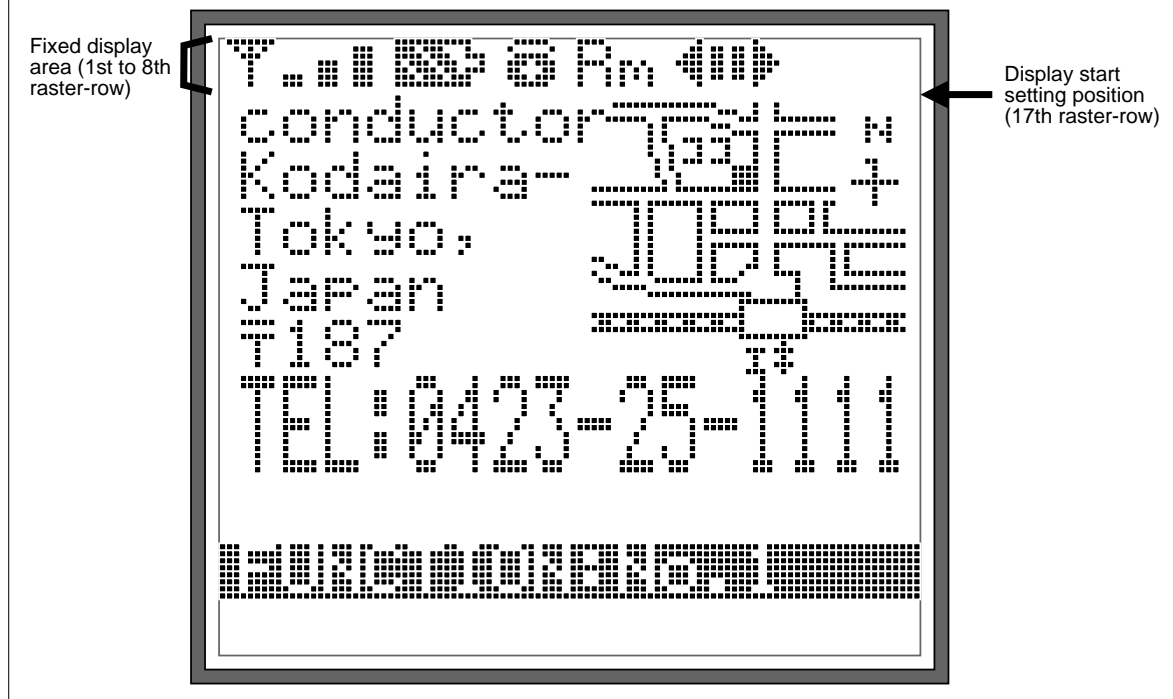 Fixed display
area (1st to 8th
raster-row)
Rm
conductor
N
Kodaira-
Tokyo,
Japan
〒187
TEL:0423-25-1111
Display start
setting position
(17th raster-row)